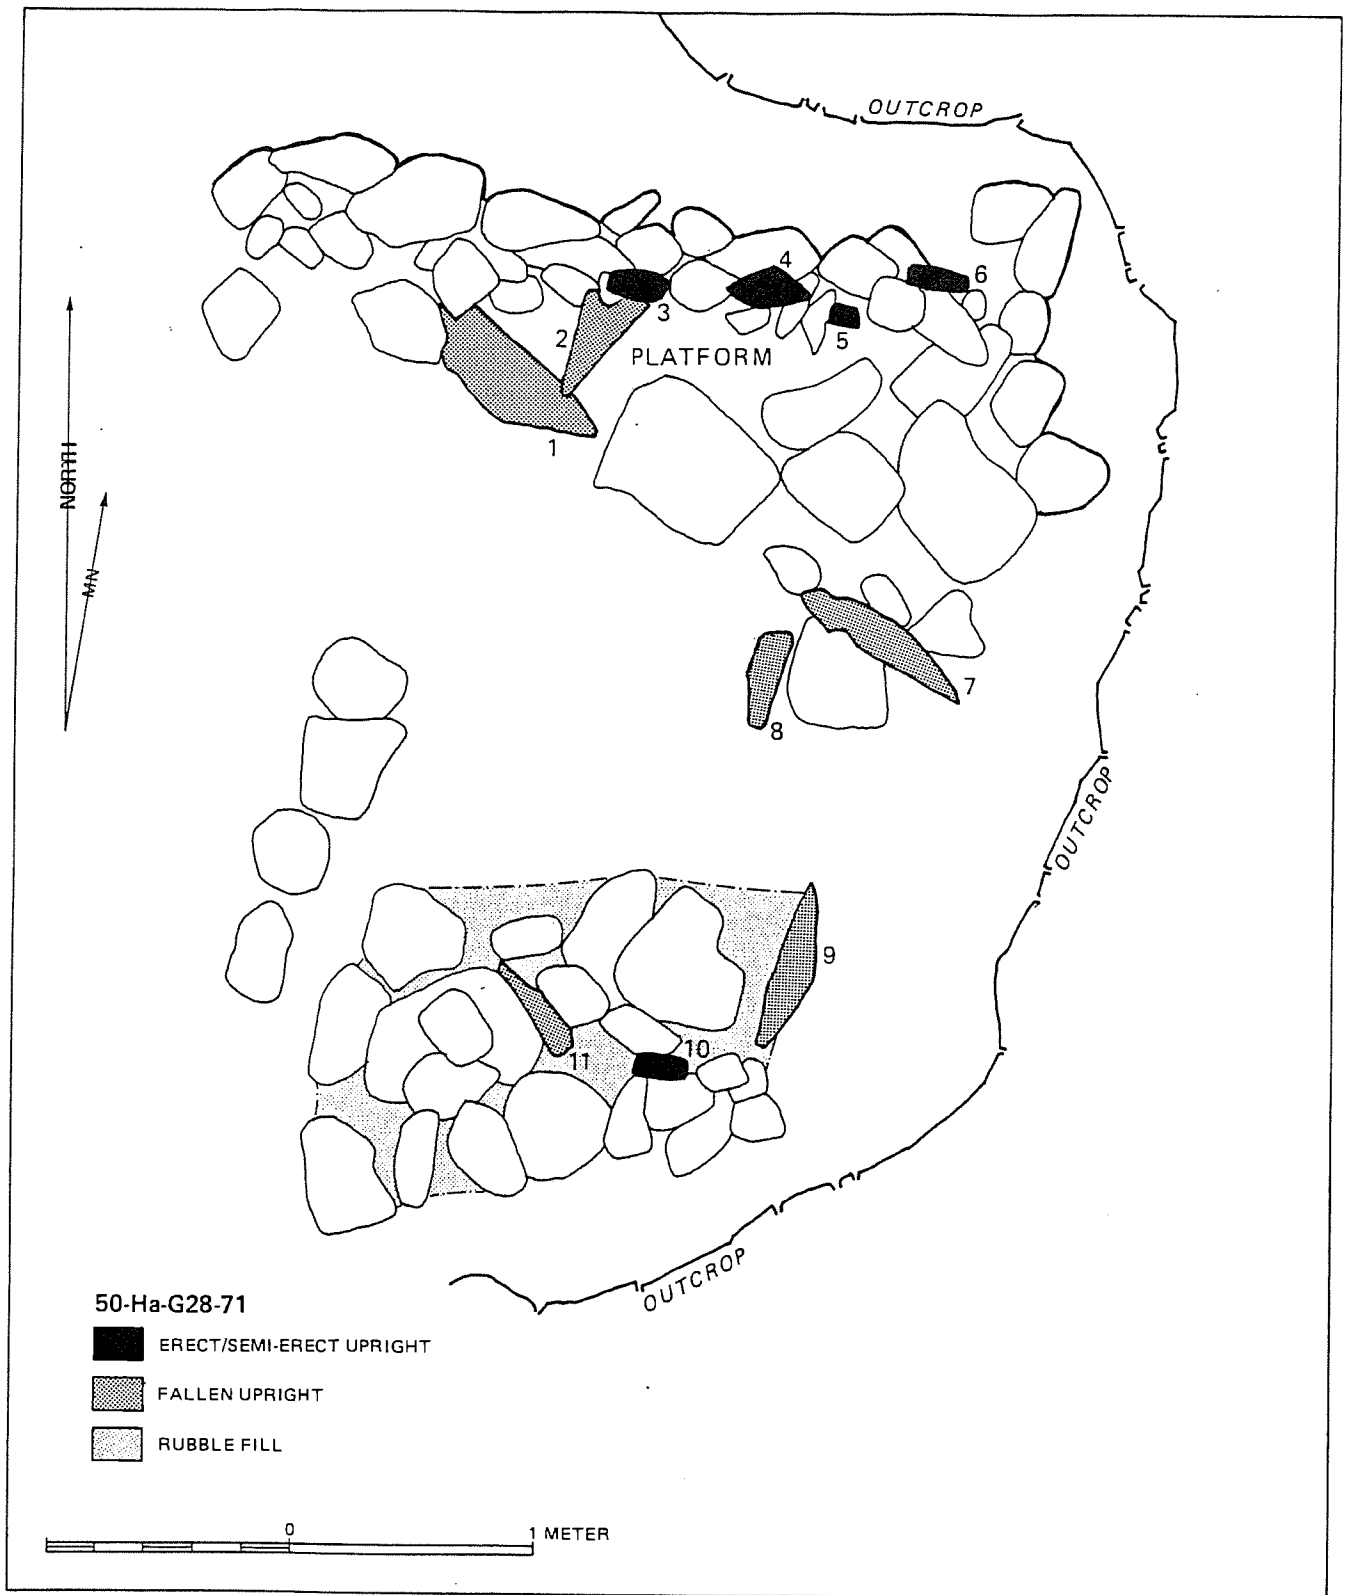 OUTCROP
4
6
3
5
2
PLATFORM
1
NORTH
MN
7
8
OUTCROP
9
10
11
OUTCROP
50-Ha-G28-71
ERECT/SEMI-ERECT UPRIGHT
FALLEN UPRIGHT
RUBBLE FILL
0
1 METER